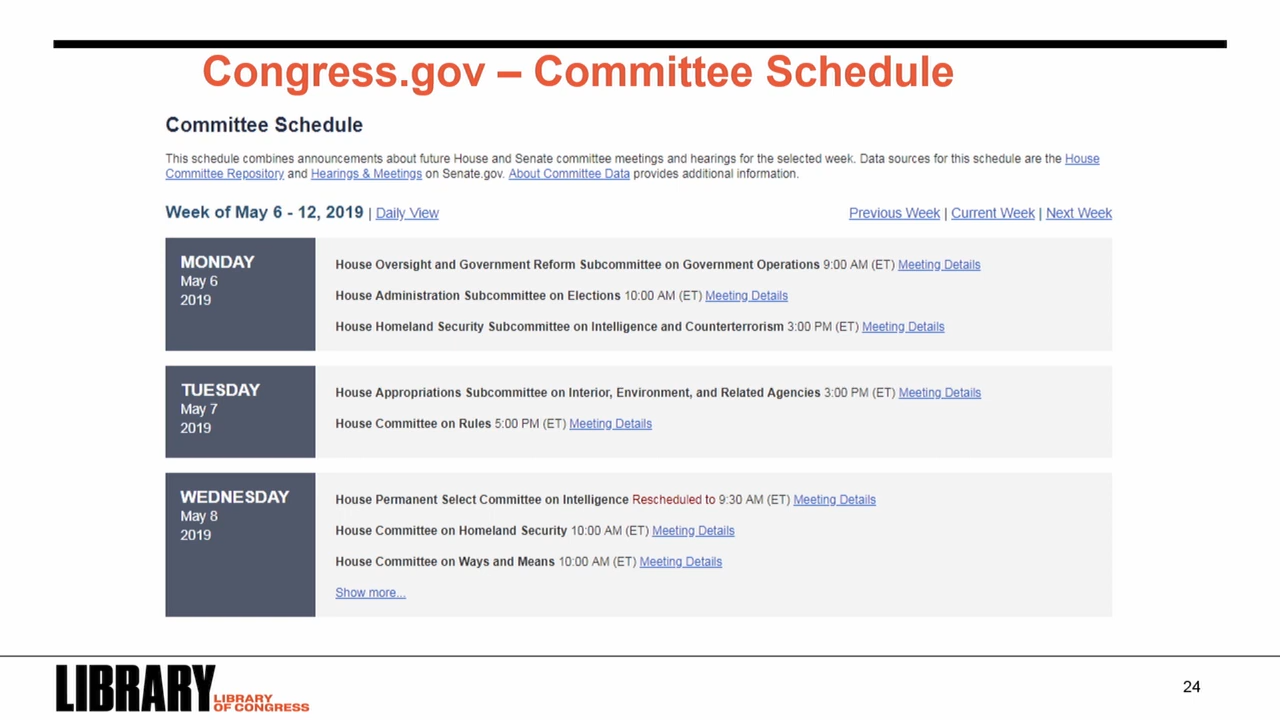 Congress.gov – Committee Schedule
Committee Schedule
This schedule combines announcements about future House and Senate committee meetings and hearings for the selected week. Data sources for this schedule are the House
Committee Repository and Hearings & Meetings on Senate.gov. About Committee Data provides additional information.
Week of May 6 - 12, 2019 | Daily View
Previous Week | Current Week | Next Week
MONDAY
May 6
2019
House Oversight and Government Reform Subcommittee on Government Operations 9:00 AM (ET) Meeting Details
House Administration Subcommittee on Elections 10:00 AM (ET) Meeting Details
House Homeland Security Subcommittee on Intelligence and Counterterrorism 3:00 PM (ET) Meeting Details
TUESDAY
May 7
2019
House Appropriations Subcommittee on Interior, Environment, and Related Agencies 3:00 PM (ET) Meeting Details
House Committee on Rules 5:00 PM (ET) Meeting Details
WEDNESDAY
May 8
2019
House Permanent Select Committee on Intelligence Rescheduled to 9:30 AM (ET) Meeting Details
House Committee on Homeland Security 10:00 AM (ET) Meeting Details
House Committee on Ways and Means 10:00 AM (ET) Meeting Details
Show more...
LIBRARY
LIBRARY
OF CONGRESS
24